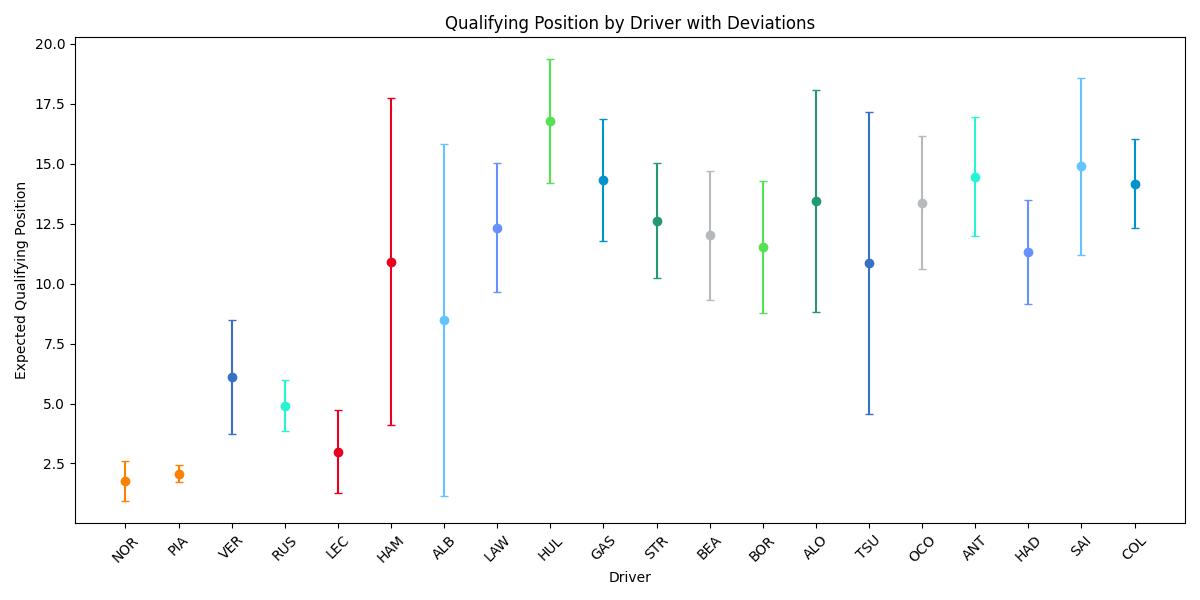 Qualifying Position by Driver with Deviations
20.0
17.5
15.0
12.5
10.0
7.5
5.0
2.5
Expected Qualifying Position
NOR PIA VER RUS LEC HAM ALB LAW HUL GAS STR BEA BOR ALO TSU OCO ANT HAD SAI COL
Driver